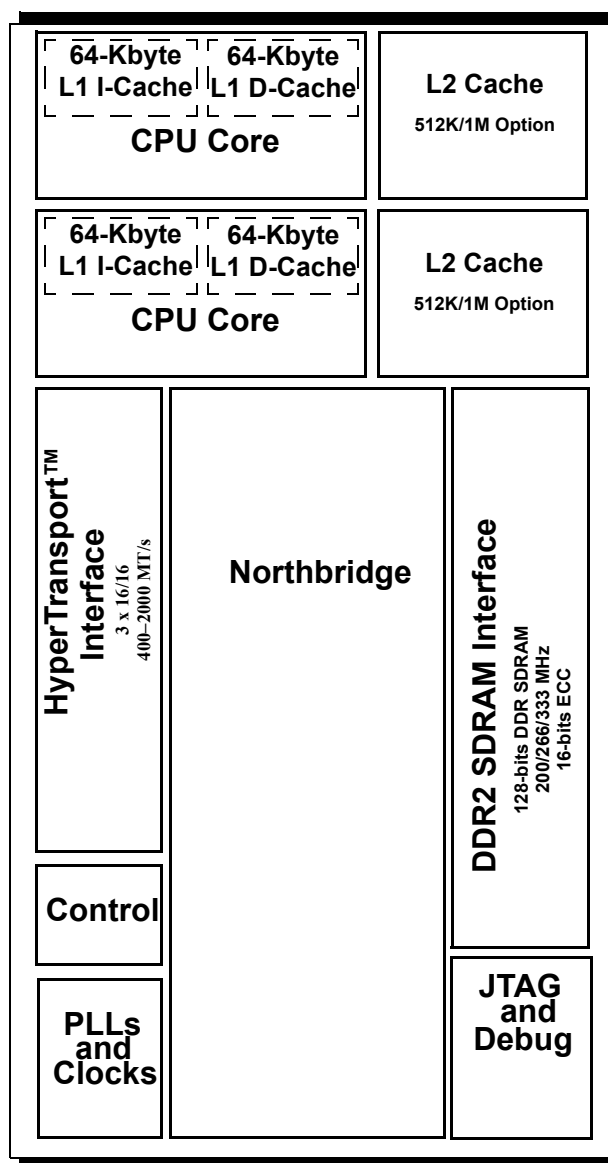 64-Kbyte
L1 I-Cache
64-Kbyte
L1 D-Cache
CPU Core
L2 Cache
512K/1M Option
64-Kbyte
L1 I-Cache
64-Kbyte
L1 D-Cache
CPU Core
L2 Cache
512K/1M Option
HyperTransport™
Interface
3 x 16/16
400–2000 MT/s
Northbridge
DDR2 SDRAM Interface
128-bits DDR SDRAM
200/266/333 MHz
16-bits ECC
Control
PLLs
and
Clocks
JTAG
and
Debug